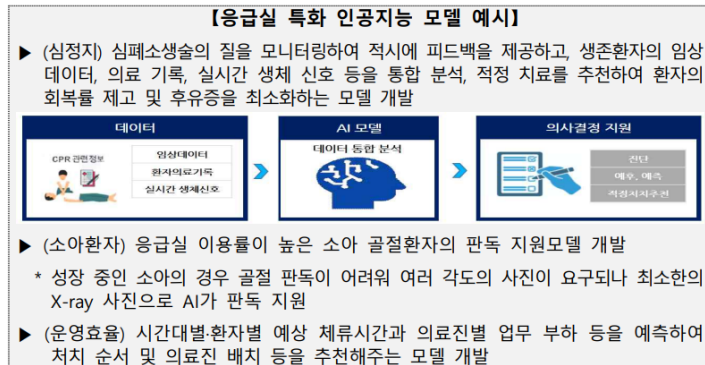 【응급실 특화 인공지능 모델 예시】
▶ (심정지) 심폐소생술의 질을 모니터링하여 적시에 피드백을 제공하고, 생존환자의 임상
데이터, 의료 기록, 실시간 생체 신호 등을 통합 분석, 적정 치료를 추천하여 환자의
회복률 제고 및 후유증을 최소화하는 모델 개발
데이터
CPR 관련정보
임상데이터
환자의료기록
실시간 생체신호
AI 모델
데이터 통합 분석
의사결정 지원
진단
예후, 예측
적정처치추천
▶ (소아환자) 응급실 이용률이 높은 소아 골절환자의 판독 지원모델 개발
* 성장 중인 소아의 경우 골절 판독이 어려워 여러 각도의 사진이 요구되나 최소한의
X-ray 사진으로 AI가 판독 지원
▶ (운영효율) 시간대별·환자별 예상 체류시간과 의료진별 업무 부하 등을 예측하여
처치 순서 및 의료진 배치 등을 추천해주는 모델 개발